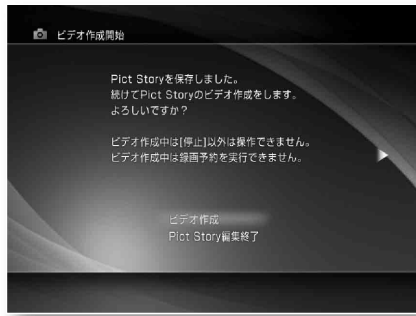 ビデオ作成開始
Pict Storyを保存しました。
続けてPict Storyのビデオ作成をします。
よろしいですか？
ビデオ作成中は[停止]以外は操作できません。
ビデオ作成中は録画予約を実行できません。
ビデオ作成
Pict Story編集終了